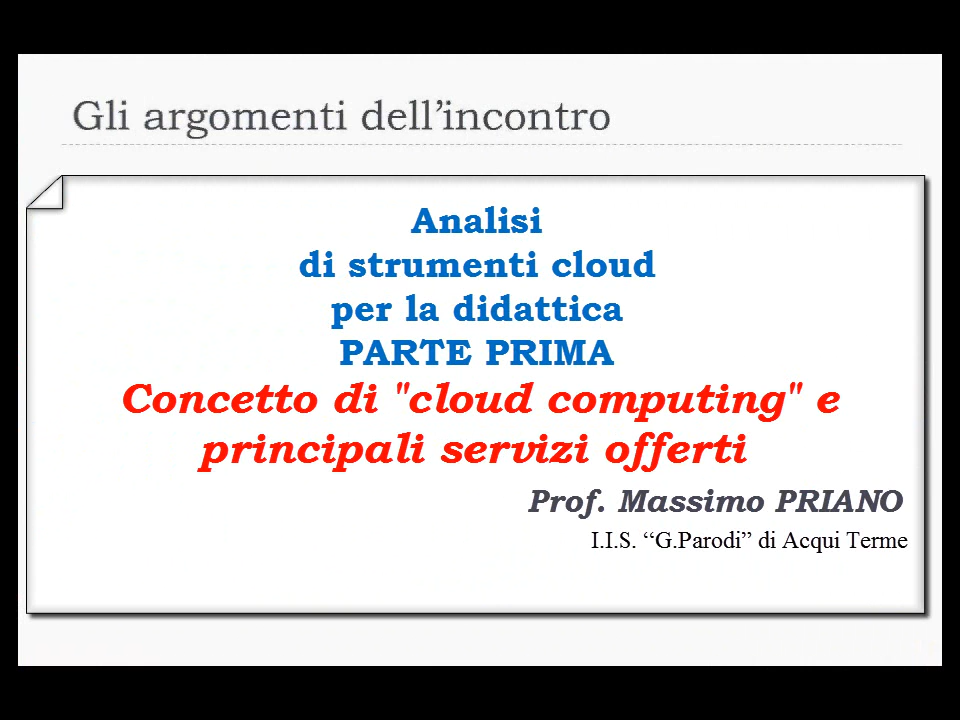 Gli argomenti dell’incontro
Analisi
di strumenti cloud
per la didattica
PARTE PRIMA
Concetto di "cloud computing" e
principali servizi offerti
Prof. Massimo PRIANO
I.I.S. “G.Parodi” di Acqui Terme